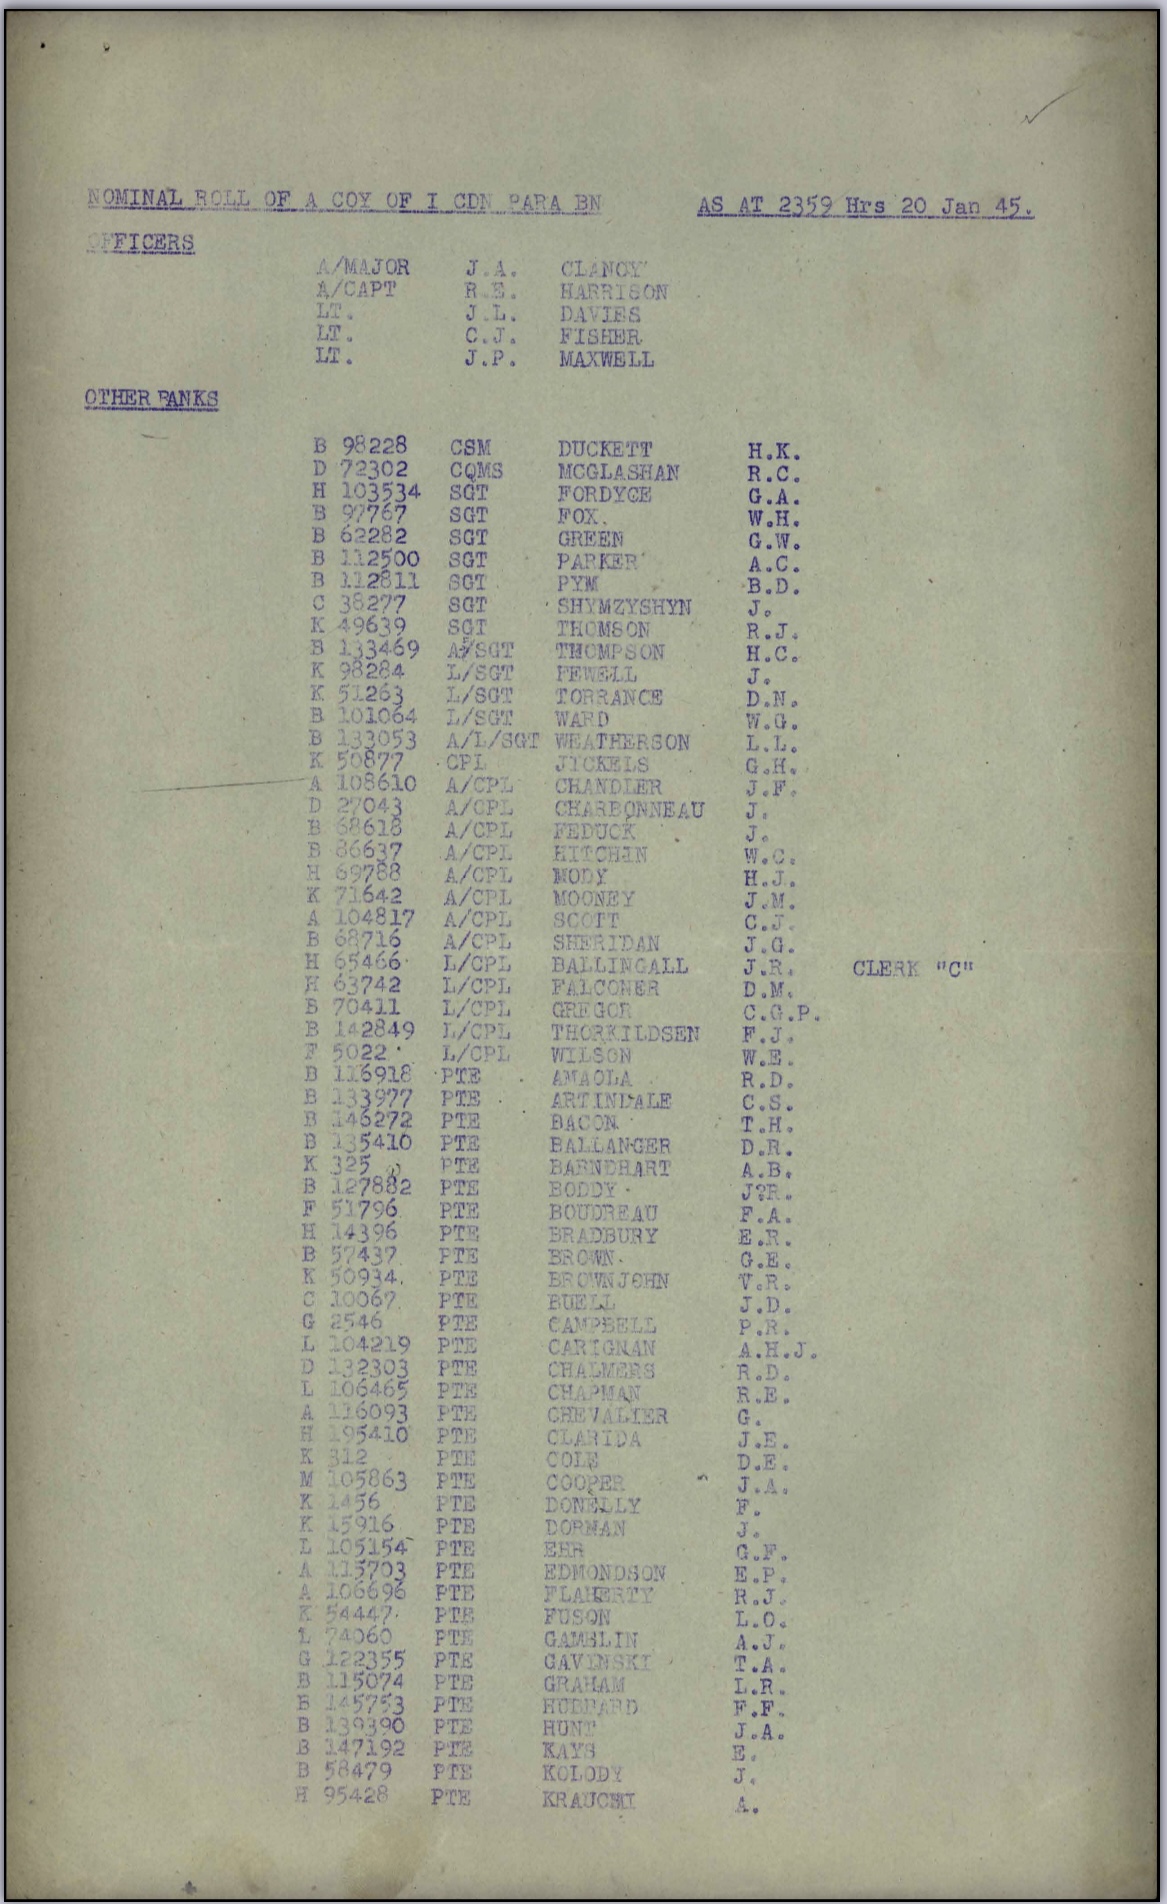 NOMINAL ROLL OF A COY OF I CDN PARA BN AS AT 2359 Hrs 20 Jan 45.
OFFICERS
A/MAJOR J.A. CLANCY
A/CAPT R.E. HARRISON
LT. J.L. DAVIES
LT. C.J. FISHER
LT. J.P. MAXWELL
OTHER RANKS
B 98228 CSM DUCKETT H.K.
D 72302 CQMS MCGLASHAN R.C.
H 103534 SGT FORDYCE G.A.
B 97767 SGT FOX. W.H.
B 62282 SGT GREEN G.W.
B 112500 SGT PARKER A.C.
B 112811 SGT PYM B.D.
C 38277 SGT SHYMZYSHYN J.
K 49639 SGT THOMSON R.J.
B 133469 A/SGT THOMPSON H.C.
K 98284 L/SGT FEWELL J.
K 51263 L/SGT TORRANCE D.N.
B 101064 L/SGT WARD W.G.
B 133053 A/L/SGT WEATHERSON L.L.
K 50877 CPL JICKELS G.H.
A 108610 A/CPL CHANDLER J.F.
D 27043 A/CPL CHARBONNEAU J.
B 68618 A/CPL FEDUCK J.
B 86637 A/CPL HITCHIN W.C.
H 69788 A/CPL MODY H.J.
K 71642 A/CPL MOONEY J.M.
A 104817 A/CPL SCOTT C.J.
B 68716 A/CPL SHERIDAN J.G.
H 65466 L/CPL BALLINGALL J.R. CLERK "C"
H 63742 L/CPL FALCONER D.M.
B 70411 L/CPL GREGOR C.G.P.
B 142849 L/CPL THORKILDSEN F.J.
F 5022 L/CPL WILSON W.E.
B 116918 PTE AMAOLA R.D.
B 133977 PTE ARTINDALE C.S.
B 146272 PTE BACON T.H.
B 135410 PTE BALLANGER D.R.
K 325 PTE BARNDHART A.B.
B 127882 PTE BODDY J?R.
F 51796 PTE BOUDREAU F.A.
H 14396 PTE BRADBURY E.R.
B 57437 PTE BROWN G.E.
K 50934 PTE BROWNJOHN V.R.
C 10067 PTE BUELL J.D.
G 2546 PTE CAMPBELL P.R.
L 104219 PTE CARIGNAN A.H.J.
D 132303 PTE CHALMERS R.D.
L 106465 PTE CHAPMAN R.E.
A 116093 PTE CHEVALIER G.
H 195410 PTE CLARIDA J.E.
K 312 PTE COLE D.E.
M 105863 PTE COOPER J.A.
K 1456 PTE DONELLY F.
K 15916 PTE DORMAN J.
L 105154 PTE EHR G.F.
A 115703 PTE EDMONDSON E.P.
A 106696 PTE FLAHERTY R.J.
K 54447 PTE FUSON L.O.
L 74060 PTE GAMBLIN A.J.
G 122355 PTE GAVINSKI T.A.
B 115074 PTE GRAHAM L.R.
B 145753 PTE HUBBARD F.F.
B 139390 PTE HUNT J.A.
B 147192 PTE KAYS E.
B 58479 PTE KOLODY J.
H 95428 PTE A.